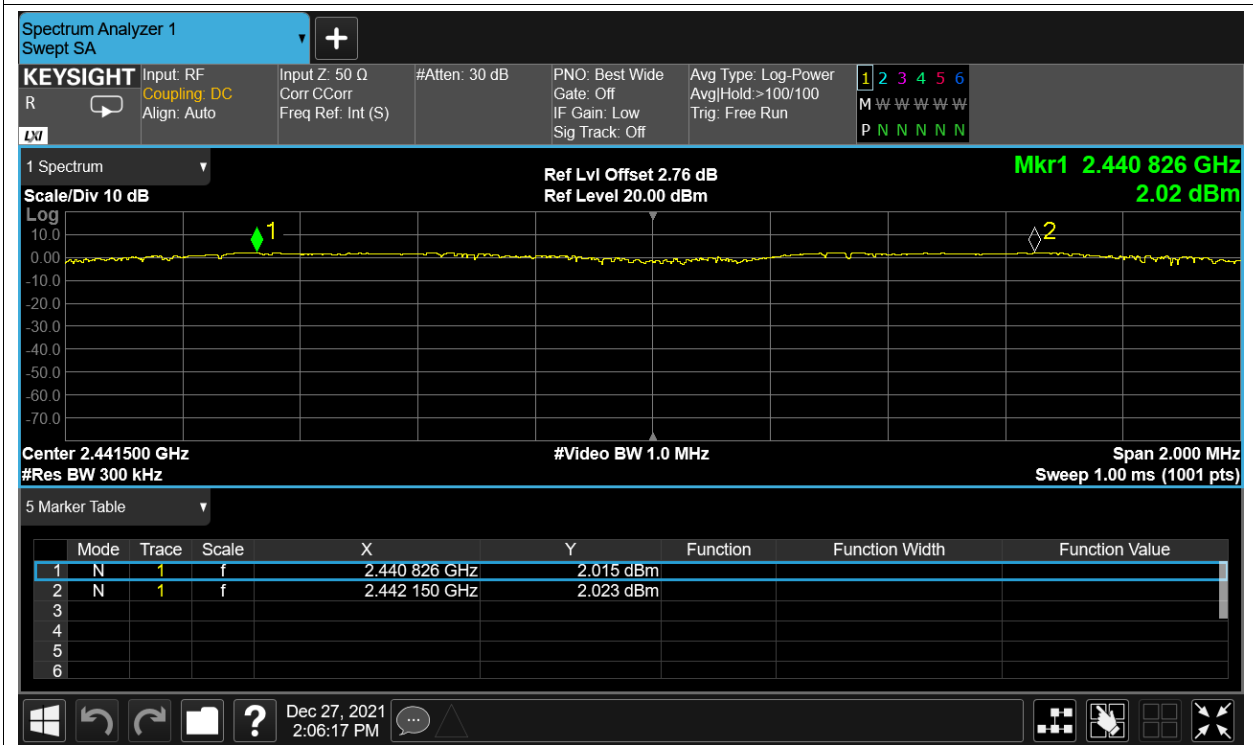 Spectrum Analyzer 1
Swept SA
+
KEYSIGHT Input: RF Input Z: 50 Ω #Atten: 30 dB PNO: Best Wide Avg Type: Log-Power 1 2 3 4 5 6
R Coupling: DC Corr CCorr Gate: Off Avg|Hold:>100/100 M W W W W W
Align: Auto Freq Ref: Int (S) IF Gain: Low Trig: Free Run
LXI Sig Track: Off P N N N N N
1 Spectrum Ref Lvl Offset 2.76 dB Mkr1 2.440 826 GHz
Scale/Div 10 dB Ref Level 20.00 dBm 2.02 dBm
Log
10.0 1 2
0.00
-10.0
-20.0
-30.0
-40.0
-50.0
-60.0
-70.0
Center 2.441500 GHz #Video BW 1.0 MHz Span 2.000 MHz
#Res BW 300 kHz Sweep 1.00 ms (1001 pts)
5 Marker Table
Mode Trace Scale X Y Function Function Width Function Value
1 N 1 f 2.440 826 GHz 2.015 dBm
2 N 1 f 2.442 150 GHz 2.023 dBm
3
4
5
6
? Dec 27, 2021
2:06:17 PM